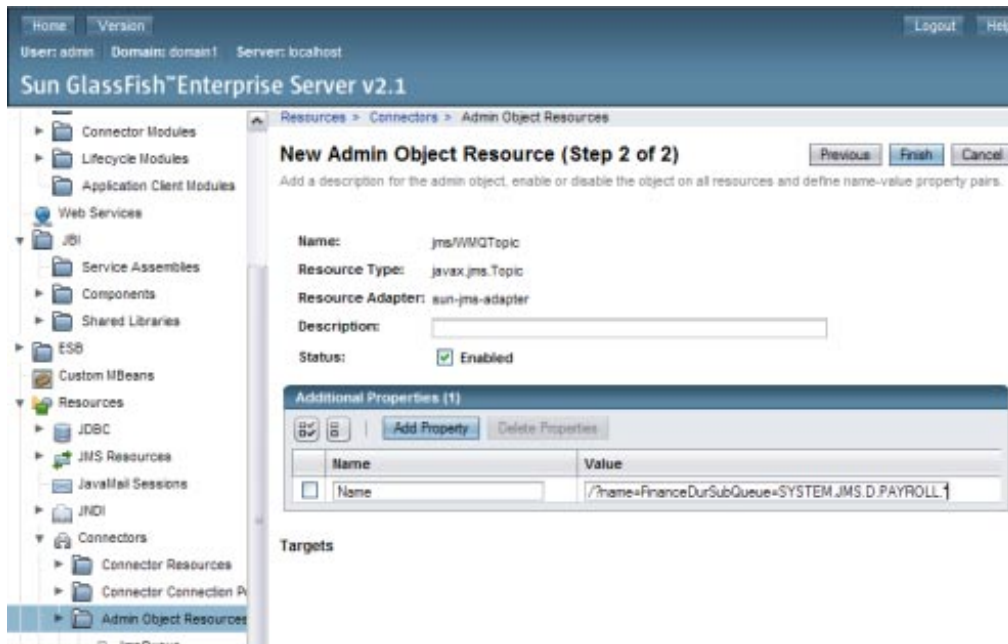 Home Version Logout Help
User: admin Domain: domain1 Server: localhost
Sun GlassFish™ Enterprise Server v2.1
Connector Modules
Lifecycle Modules
Application Client Modules
Web Services
JBI
Service Assemblies
Components
Shared Libraries
ESB
Custom MBeans
Resources
JDBC
JMS Resources
JavaMail Sessions
JNDI
Connectors
Connector Resources
Connector Connection P
Admin Object Resources
Resources > Connectors > Admin Object Resources
New Admin Object Resource (Step 2 of 2)
Previous Finish Cancel
Add a description for the admin object, enable or disable the object on all resources and define name-value property pairs.
Name: jms/WMQTopic
Resource Type: javax.jms.Topic
Resource Adapter: sun-jms-adapter
Description:
Status: Enabled
Additional Properties (1)
Add Property Delete Properties
Name Value
Name /?name=FinanceDurSubQueue=SYSTEM.JMS.D.PAYROLL.*
Targets